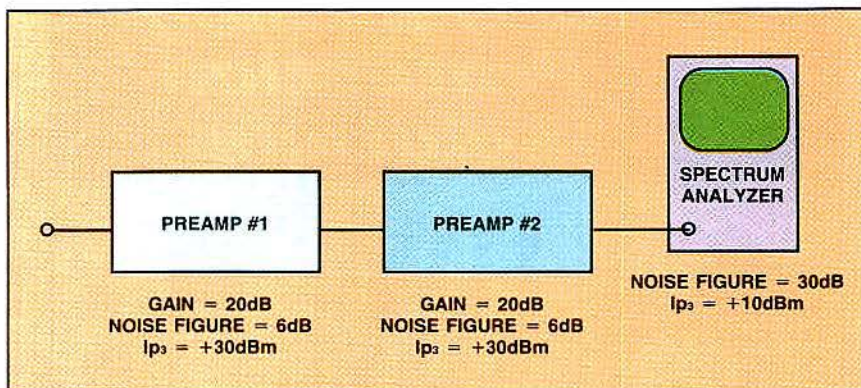 PREAMP #1
PREAMP #2
SPECTRUM
ANALYZER
GAIN = 20dB
NOISE FIGURE = 6dB
Ip₃ = +30dBm
GAIN = 20dB
NOISE FIGURE = 6dB
Ip₃ = +30dBm
NOISE FIGURE = 30dB
Ip₃ = +10dBm